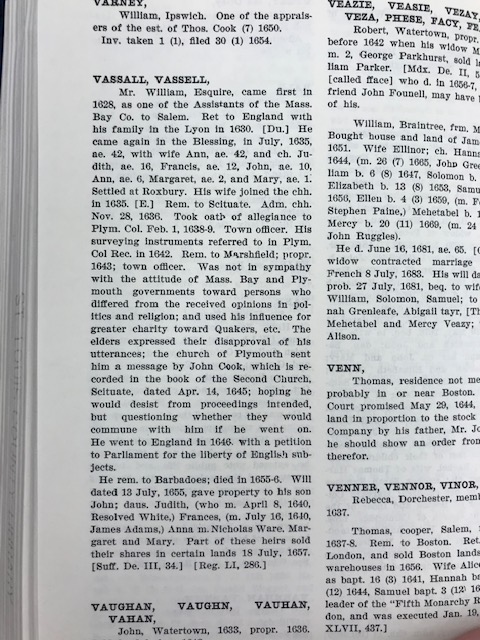 VARNEY,
William, Ipswich. One of the apprais-
ers of the est. of Thos. Cook (7) 1650.
Inv. taken 1 (1), filed 30 (1) 1654.
VASSALL, VASSELL,
Mr. William, Esquire, came first in
1628, as one of the Assistants of the Mass.
Bay Co. to Salem. Ret to England with
his family in the Lyon in 1630. [Du.] He
came again in the Blessing, in July, 1635,
ae. 42, with wife Ann, ae. 42, and ch. Ju-
dith, ae. 16, Francis, ae. 12, John, ae. 10,
Ann, ae. 6, Margaret, ae. 2, and Mary, ae. 1.
Settled at Roxbury. His wife joined the chh.
in 1635. [E.] Rem. to Scituate. Adm. chh.
Nov. 28, 1636. Took oath of allegiance to
Plym. Col. Feb. 1, 1638-9. Town officer. His
surveying instruments referred to in Plym.
Col Rec. in 1642. Rem. to Marshfield; propr.
1643; town officer. Was not in sympathy
with the attitude of Mass. Bay and Ply-
mouth governments toward persons who
differed from the received opinions in pol-
itics and religion; and used his influence for
greater charity toward Quakers, etc. The
elders expressed their disapproval of his
utterances; the church of Plymouth sent
him a message by John Cook, which is re-
corded in the book of the Second Church,
Scituate, dated Apr. 14, 1645; hoping he
would desist from proceedings intended,
but questioning whether they would
commune with him if he went on.
He went to England in 1646. with a petition
to Parliament for the liberty of English sub-
jects.
He rem. to Barbadoes; died in 1655-6. Will
dated 13 July, 1655, gave property to his son
John; daus. Judith, (who m. April 8, 1640,
Resolved White,) Frances, (m. July 16, 1640,
James Adams,) Anna m. Nicholas Ware. Mar-
garet and Mary. Part of these heirs sold
their shares in certain lands 18 July, 1657.
[Suff. De. III, 34.] [Reg. LI, 286.]
VAUGHAN, VAUGHN, VAUHAN,
VAHAN,
John, Watertown, 1633, propr. 1636.
VEAZIE, VEASIE, VEZAY,
VEZA, PHESE, FACY,
Robert, Watertown, propr.
before 1642 when his widow M
m. 2, George Parkhurst, sold l
liam Parker. [Mdx. De. II, 5
[called fface] who d. in 1656-7,
friend John Founell, may have
of his.
William, Braintree, frm. M
Bought house and land of Jam
1651. Wife Ellinor; ch. Hanna
1644, (m. 26 (7) 1665, John Gree
liam b. 6 (8) 1647, Solomon b.
Elizabeth b. 13 (8) 1653, Samu
1656, Ellen b. 4 (3) 1659, (m. F
Stephen Paine,) Mehetabel b. 1
Mercy b. 20 (11) 1669, (m. 24
John Ruggles).
He d. June 16, 1681, ae. 65. [
widow contracted marriage
French 8 July, 1683. His will da
prob. 27 July, 1681, beq. to wife
William, Solomon, Samuel; to
nah Grenleafe, Abigail tayr, [Th
Mehetabel and Mercy Veazy;
Alison.
VENN,
Thomas, residence not me
probably in or near Boston.
Court promised May 29, 1644,
land in proportion to the stock
Company by his father, Mr. Jo
he should show an order from
therefor.
VENNER, VENNOR, VINOR,
Rebecca, Dorchester, memb
1637.
Thomas, cooper, Salem,
1637-8. Rem. to Boston. Ret.
London, and sold Boston lands
warehouses in 1656. Wife Alice
as bapt. 16 (3) 1641, Hannah b
(12) 1644, Samuel bapt. 3 (12) 16
leader of the "Fifth Monarchy R
don, and was executed Jan. 19,
XLVII, 437.]